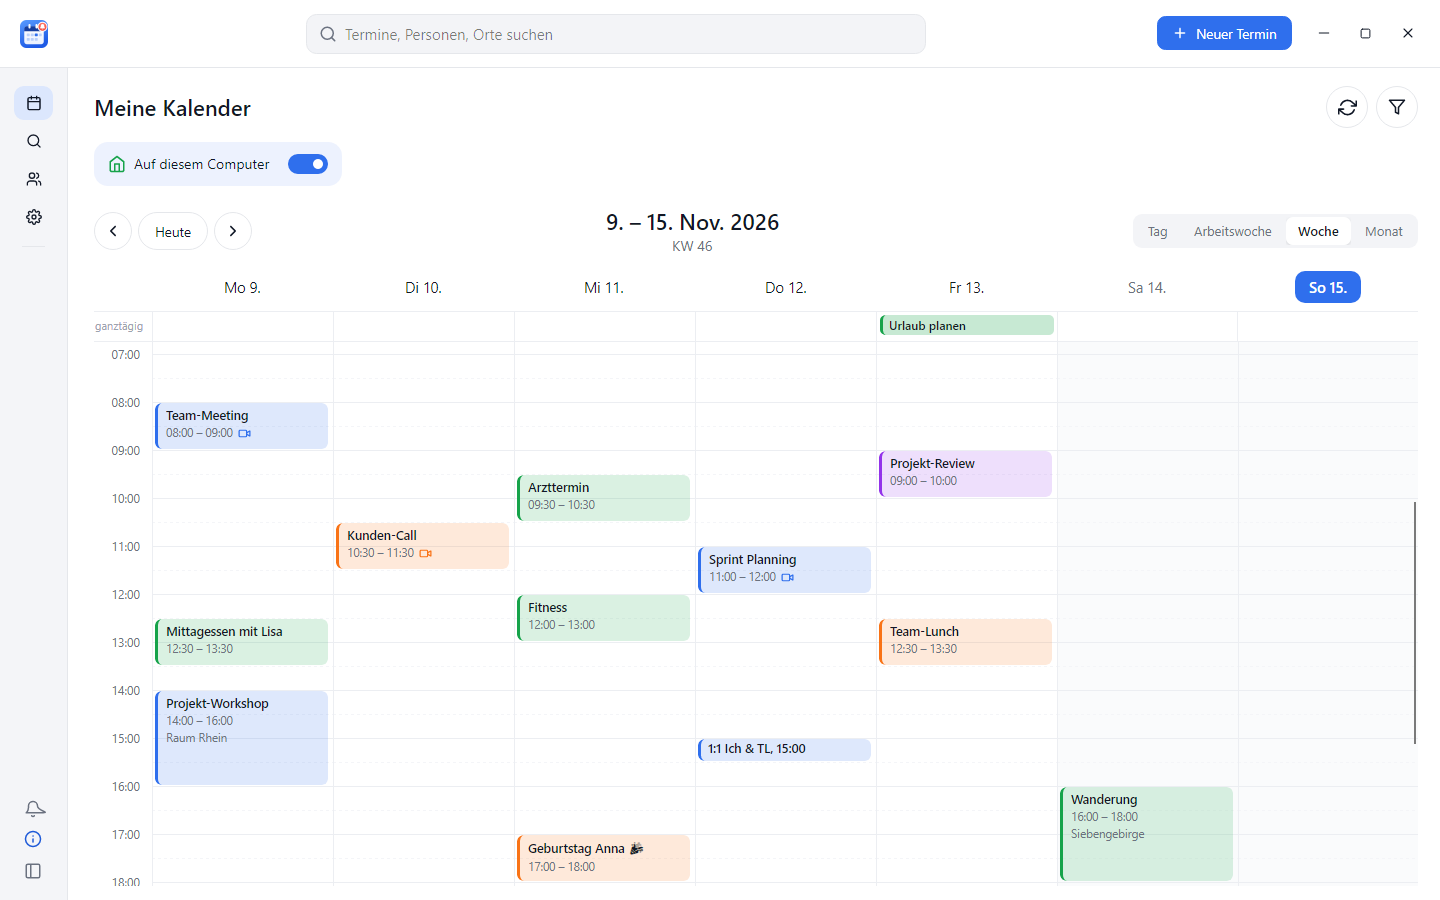 Termine, Personen, Orte suchen
Neuer Termin
Meine Kalender
Auf diesem Computer
Heute
9. – 15. Nov. 2026
KW 46
Tag
Arbeitswoche
Woche
Monat
Mo 9.
Di 10.
Mi 11.
Do 12.
Fr 13.
Sa 14.
So 15.
ganztägig
Urlaub planen
07:00
08:00
Team-Meeting
08:00 – 09:00
09:00
Projekt-Review
09:00 – 10:00
Arzttermin
09:30 – 10:30
10:00
Kunden-Call
10:30 – 11:30
11:00
Sprint Planning
11:00 – 12:00
12:00
Fitness
12:00 – 13:00
Mittagessen mit Lisa
12:30 – 13:30
Team-Lunch
12:30 – 13:30
13:00
14:00
Projekt-Workshop
14:00 – 16:00
Raum Rhein
15:00
1:1 Ich & TL, 15:00
16:00
Wanderung
16:00 – 18:00
Siebengebirge
17:00
Geburtstag Anna 🎉
17:00 – 18:00
18:00